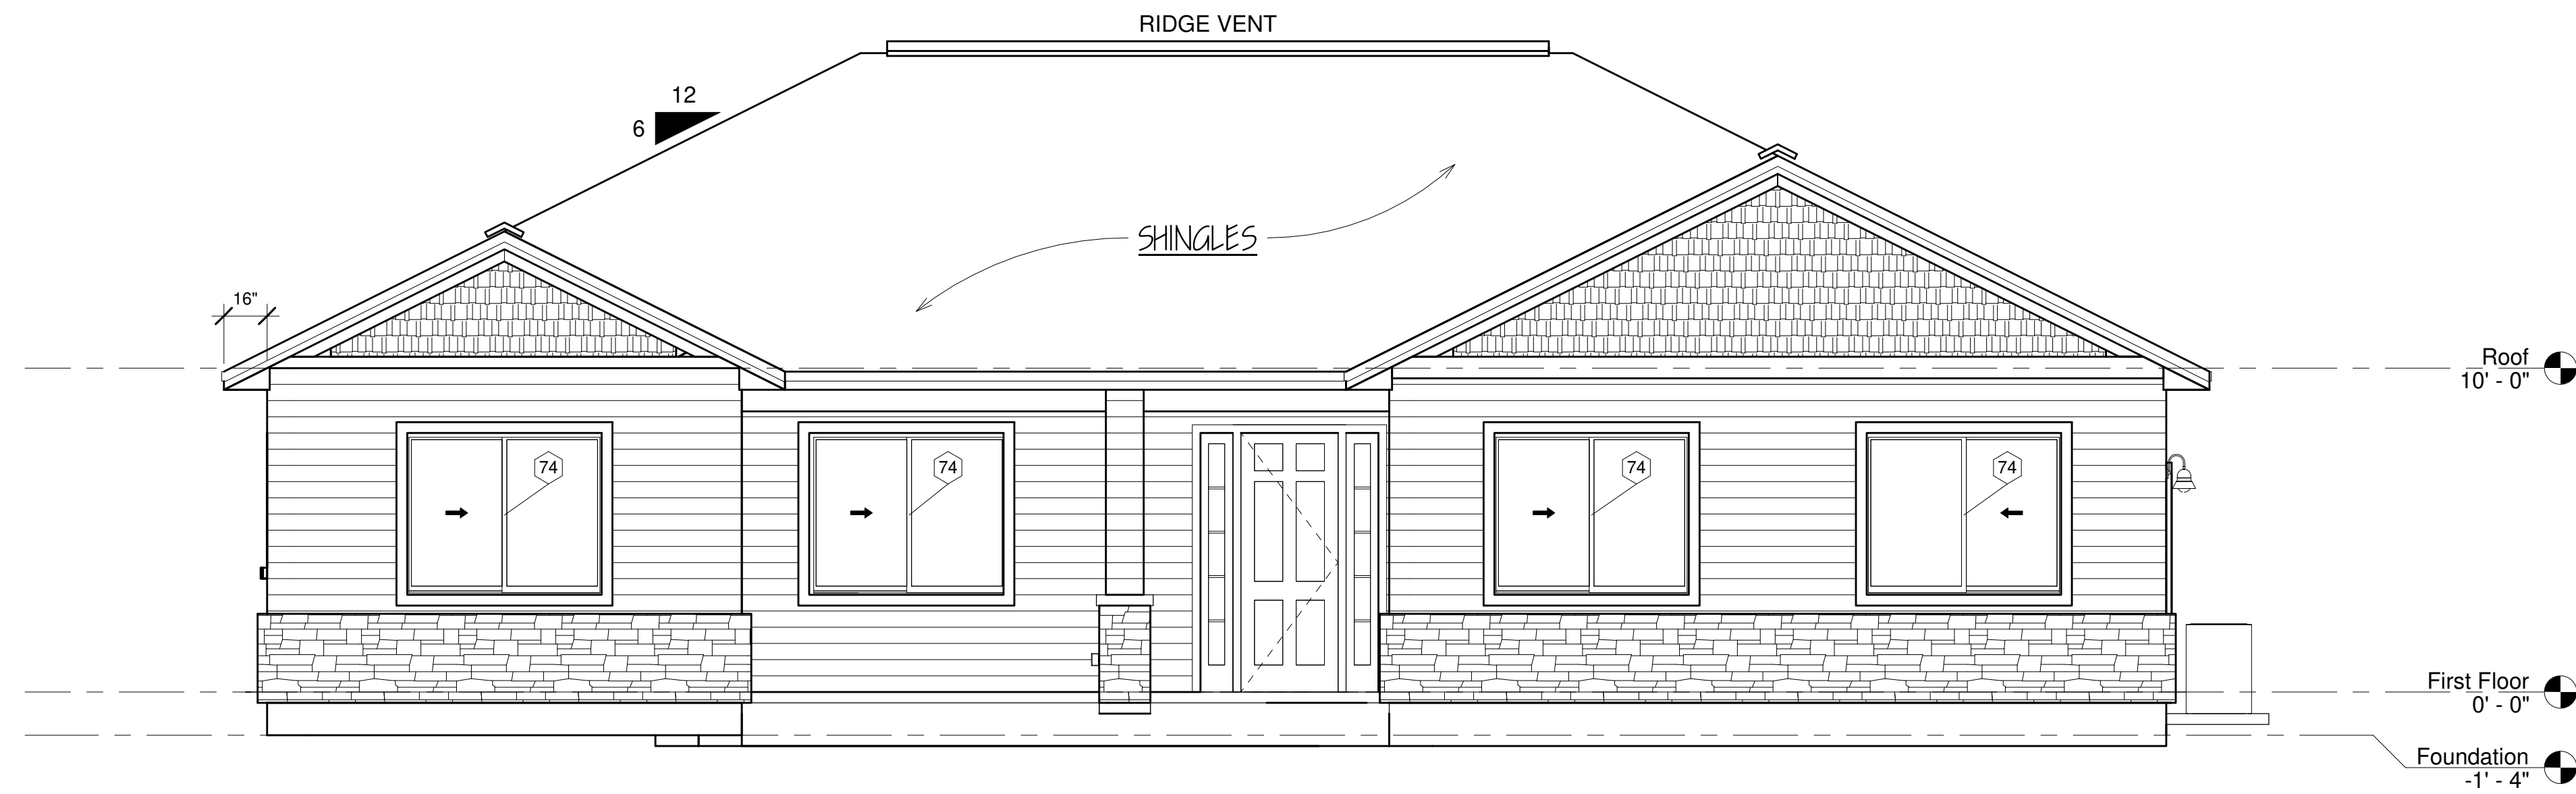 RIDGE VENT
12
6
SHINGLES
16"
Roof
10' - 0"
74
74
74
74
First Floor
0' - 0"
Foundation
-1' - 4"